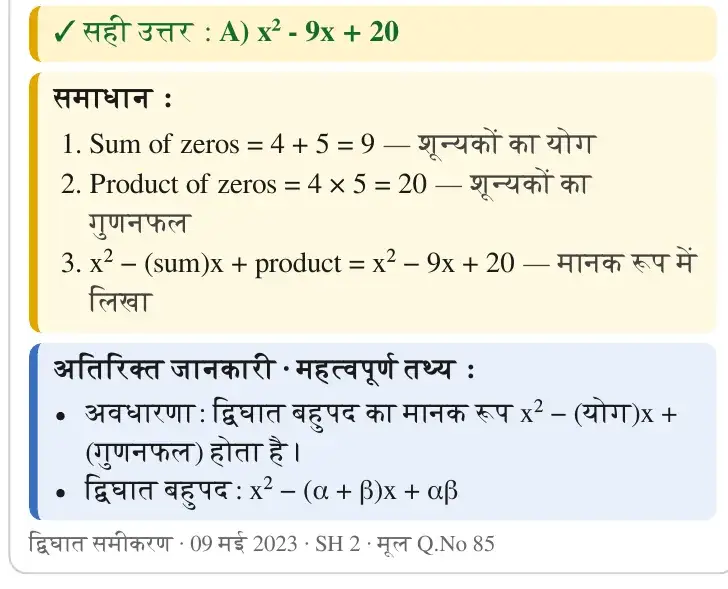 ✓ सही उत्तर : A) x² - 9x + 20
समाधान :
1. Sum of zeros = 4 + 5 = 9 — शून्यकों का योग
2. Product of zeros = 4 × 5 = 20 — शून्यकों का
गुणनफल
3. x² − (sum)x + product = x² − 9x + 20 — मानक रूप में
लिखा
अतिरिक्त जानकारी · महत्वपूर्ण तथ्य :
• अवधारणा : द्विघात बहुपद का मानक रूप x² − (योग)x +
(गुणनफल) होता है।
• द्विघात बहुपद : x² − (α + β)x + αβ
द्विघात समीकरण · 09 मई 2023 · SH 2 · मूल Q.No 85